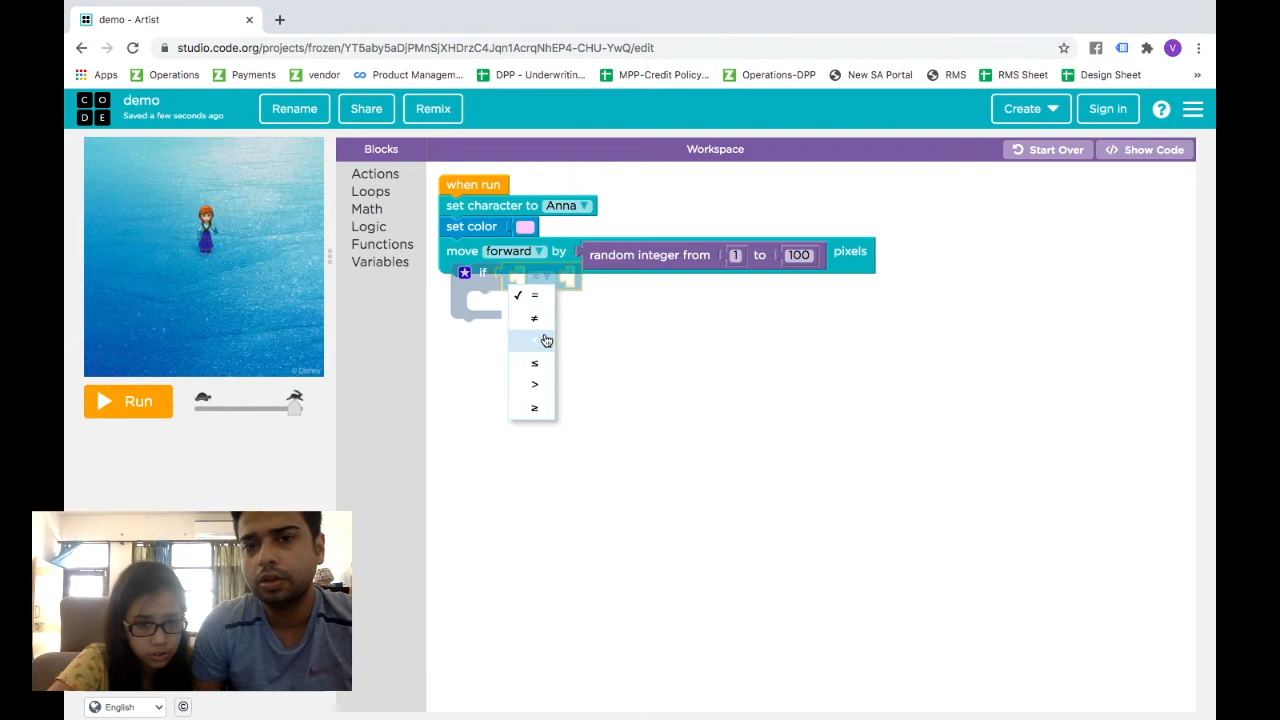 demo - Artist
studio.code.org/projects/frozen/YT5aby5aDjPMnSjXHDrzC4Jqn1AcrqNhEP4-CHU-YwQ/edit
V
Apps Operations Payments vendor Product Managem... DPP - Underwritin... MPP-Credit Policy... Operations-DPP New SA Portal RMS RMS Sheet Design Sheet »
C O
D E
demo
Saved a few seconds ago
Rename Share Remix Create Sign in ?
Blocks Workspace Start Over </> Show Code
Actions
Loops
Math
Logic
Functions
Variables
when run
set character to Anna
set color
move forward by random integer from 1 to 100 pixels
if =
✓ =
≠
<
≤
>
≥
© Disney
Run
English ©